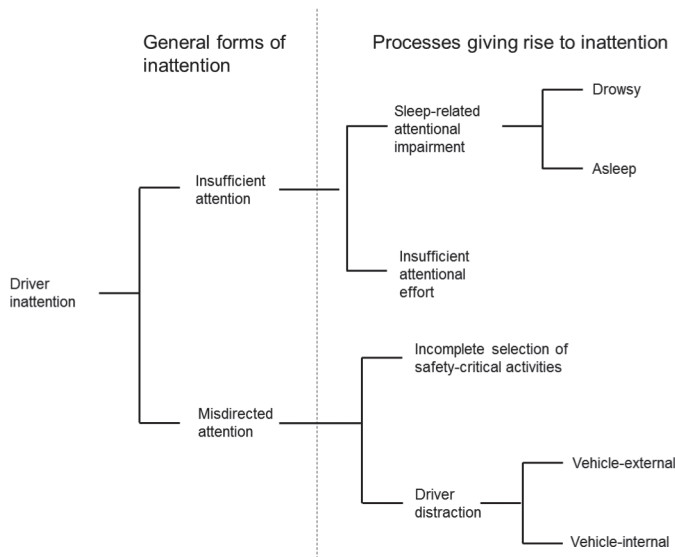 General forms of
inattention
Processes giving rise to inattention
Drowsy
Sleep-related
attentional
impairment
Asleep
Insufficient
attention
Insufficient
attentional
effort
Driver
inattention
Incomplete selection of
safety-critical activities
Misdirected
attention
Vehicle-external
Driver
distraction
Vehicle-internal